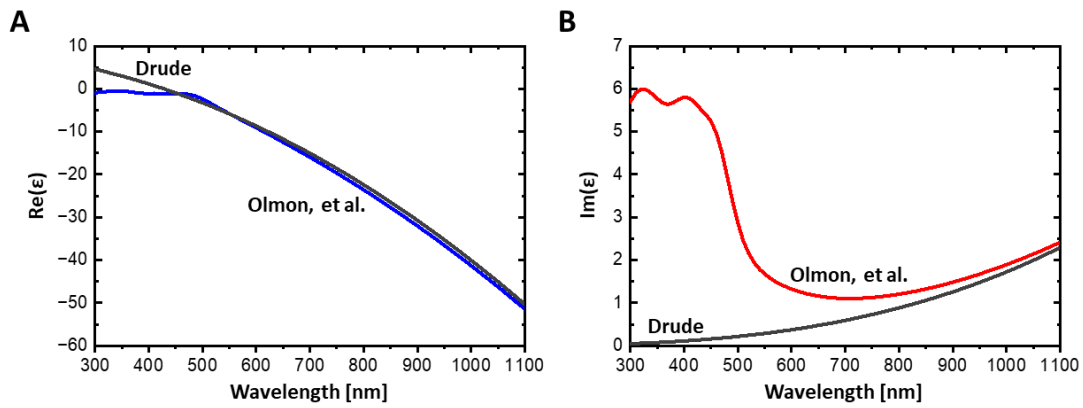 A
10
0
−10
−20
−30
−40
−50
−60
Re(ε)
Drude
Olmon, et al.
300 400 500 600 700 800 900 1000 1100
Wavelength [nm]
B
7
6
5
4
3
2
1
0
Im(ε)
Olmon, et al.
Drude
300 400 500 600 700 800 900 1000 1100
Wavelength [nm]